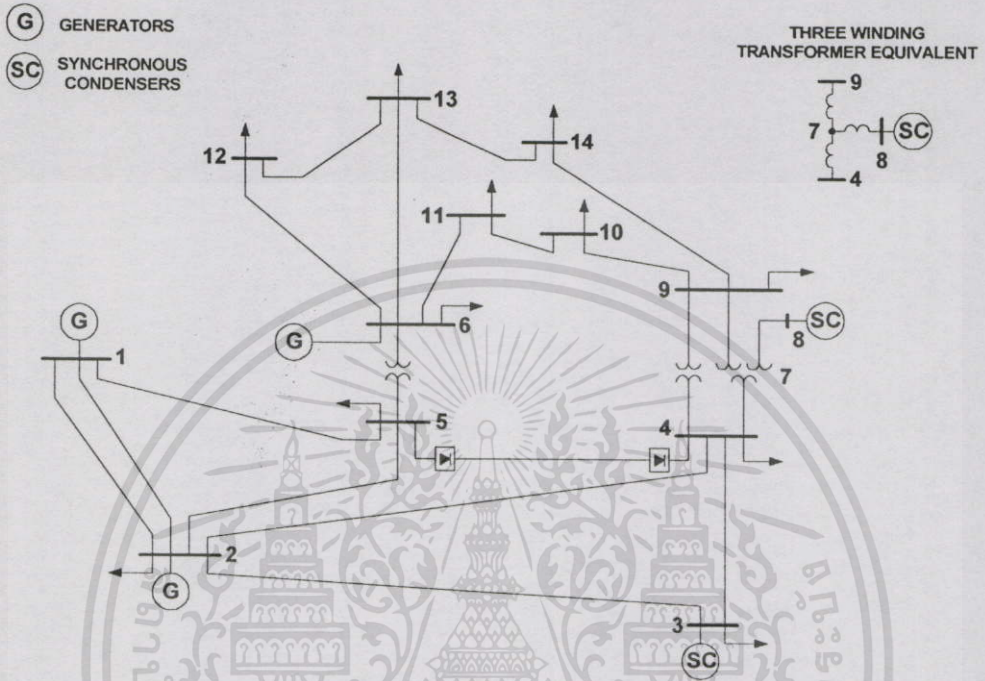 G GENERATORS
SC SYNCHRONOUS
CONDENSERS
THREE WINDING
TRANSFORMER EQUIVALENT
9
7
SC
8
4
13
12
14
11
10
9
G
6
SC
8
7
G
1
5
4
2
G
3
SC